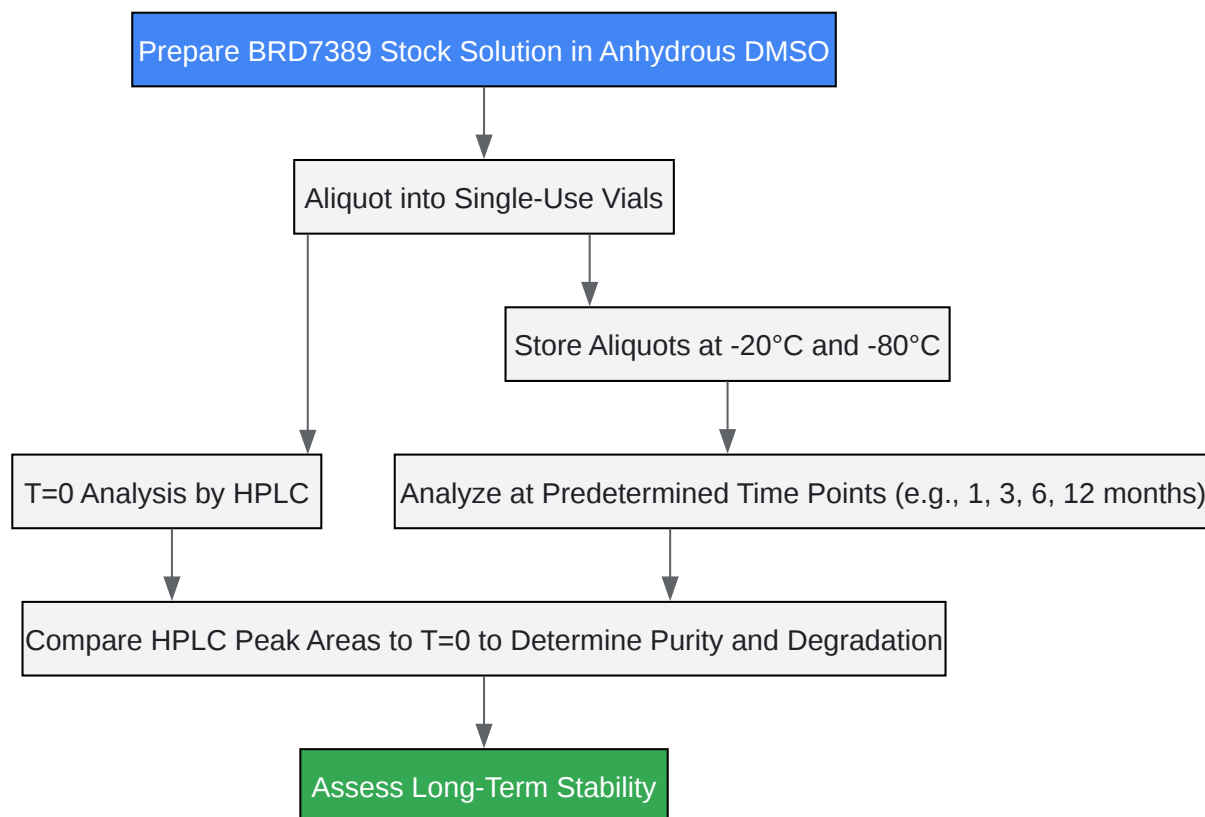 Prepare BRD7389 Stock Solution in Anhydrous DMSO
Aliquot into Single-Use Vials
Store Aliquots at -20°C and -80°C
T=0 Analysis by HPLC
Analyze at Predetermined Time Points (e.g., 1, 3, 6, 12 months)
Compare HPLC Peak Areas to T=0 to Determine Purity and Degradation
Assess Long-Term Stability